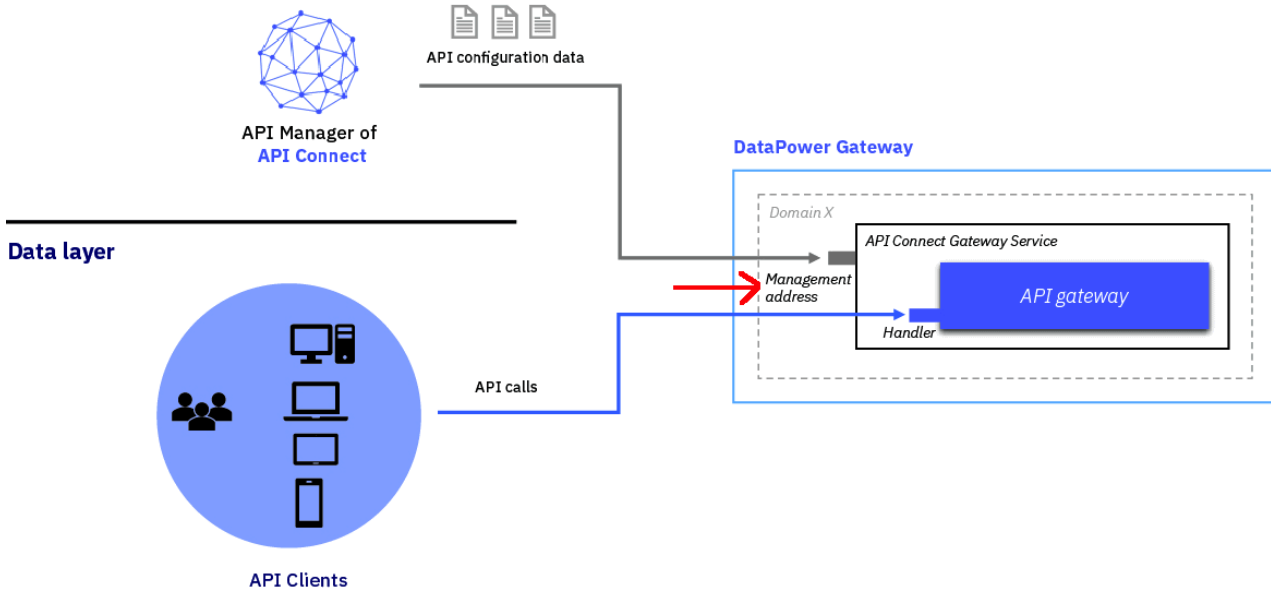 API configuration data
API Manager of
API Connect
DataPower Gateway
Domain X
API Connect Gateway Service
Data layer
Management
address
API gateway
Handler
API calls
API Clients